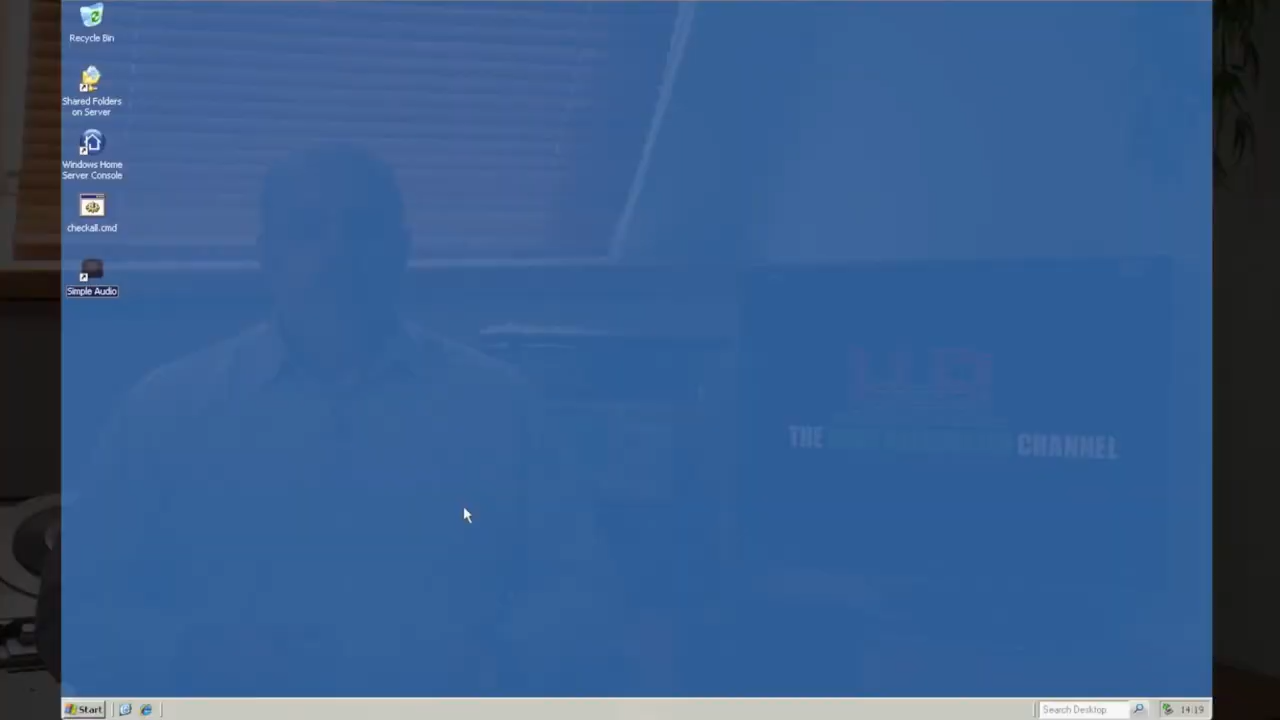 Recycle Bin
Shared Folders
on Server
Windows Home
Server Console
checkall.cmd
Simple Audio
THE
CHANNEL
Start
Search Desktop
14:19